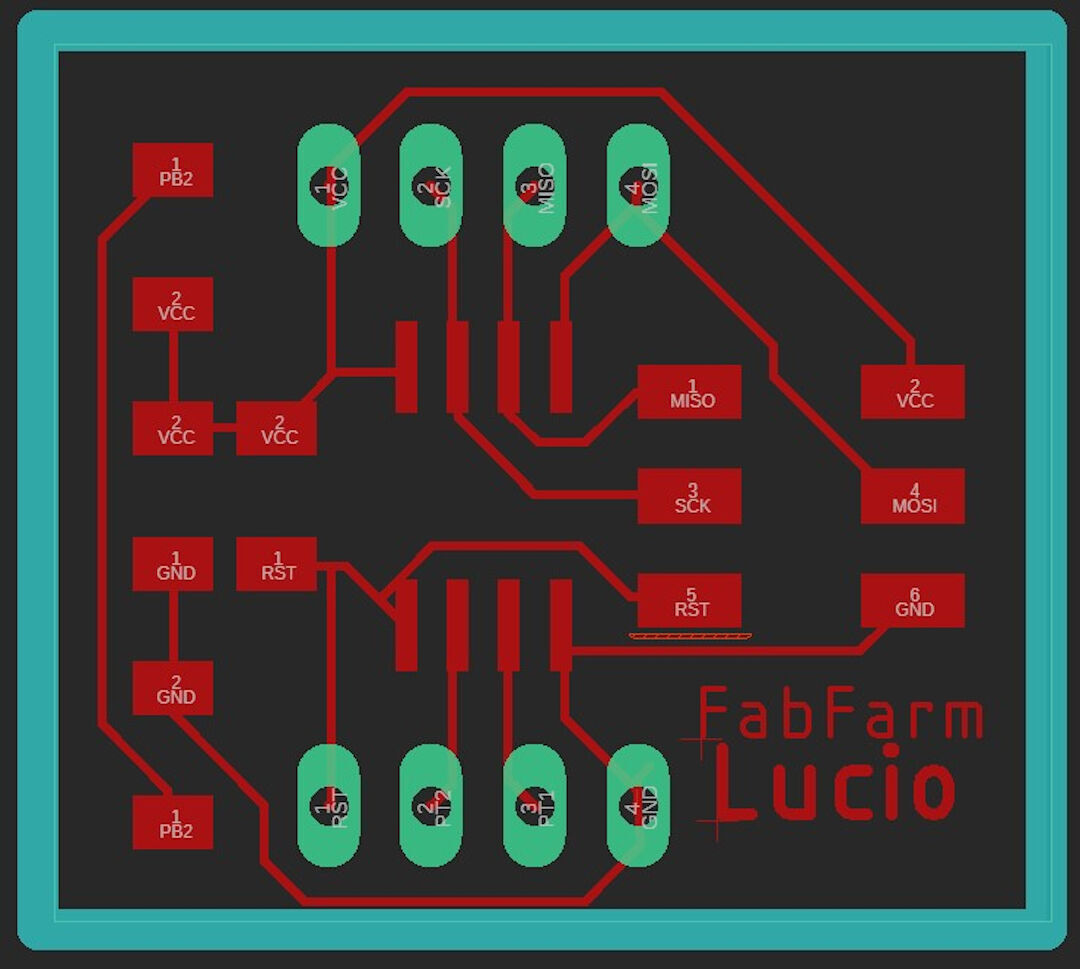 1
PB2
1
VCC
2
SCK
3
MISO
4
MOSI
2
VCC
2
VCC
2
VCC
1
MISO
2
VCC
3
SCK
4
MOSI
1
GND
1
RST
5
RST
6
GND
2
GND
FabFarm
Lucio
1
PB2
1
RST
2
PT2
3
PT1
4
GND